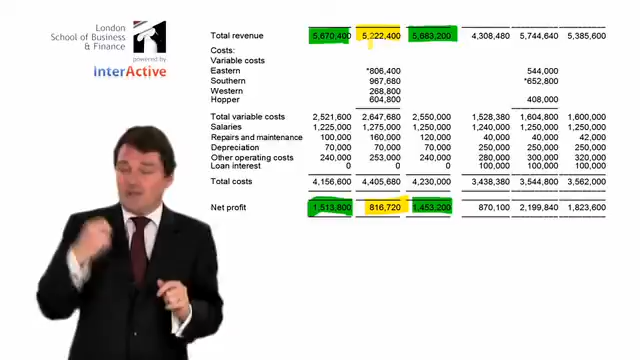 London
School of Business
& Finance
powered by
InterActive
Total revenue 5,670,400 5,222,400 5,683,200 4,308,480 5,744,640 5,385,600
Costs:
Variable costs
Eastern *806,400 544,000
Southern 967,680 *652,800
Western 268,800
Hopper 604,800 408,000
Total variable costs 2,521,600 2,647,680 2,550,000 1,528,380 1,604,800 1,600,000
Salaries 1,225,000 1,275,000 1,250,000 1,240,000 1,250,000 1,250,000
Repairs and maintenance 100,000 160,000 120,000 40,000 40,000 42,000
Depreciation 70,000 70,000 70,000 250,000 250,000 250,000
Other operating costs 240,000 253,000 240,000 280,000 300,000 320,000
Loan interest 0 0 0 100,000 100,000 100,000
Total costs 4,156,600 4,405,680 4,230,000 3,438,380 3,544,800 3,562,000
Net profit 1,513,800 816,720 1,453,200 870,100 2,199,840 1,823,600